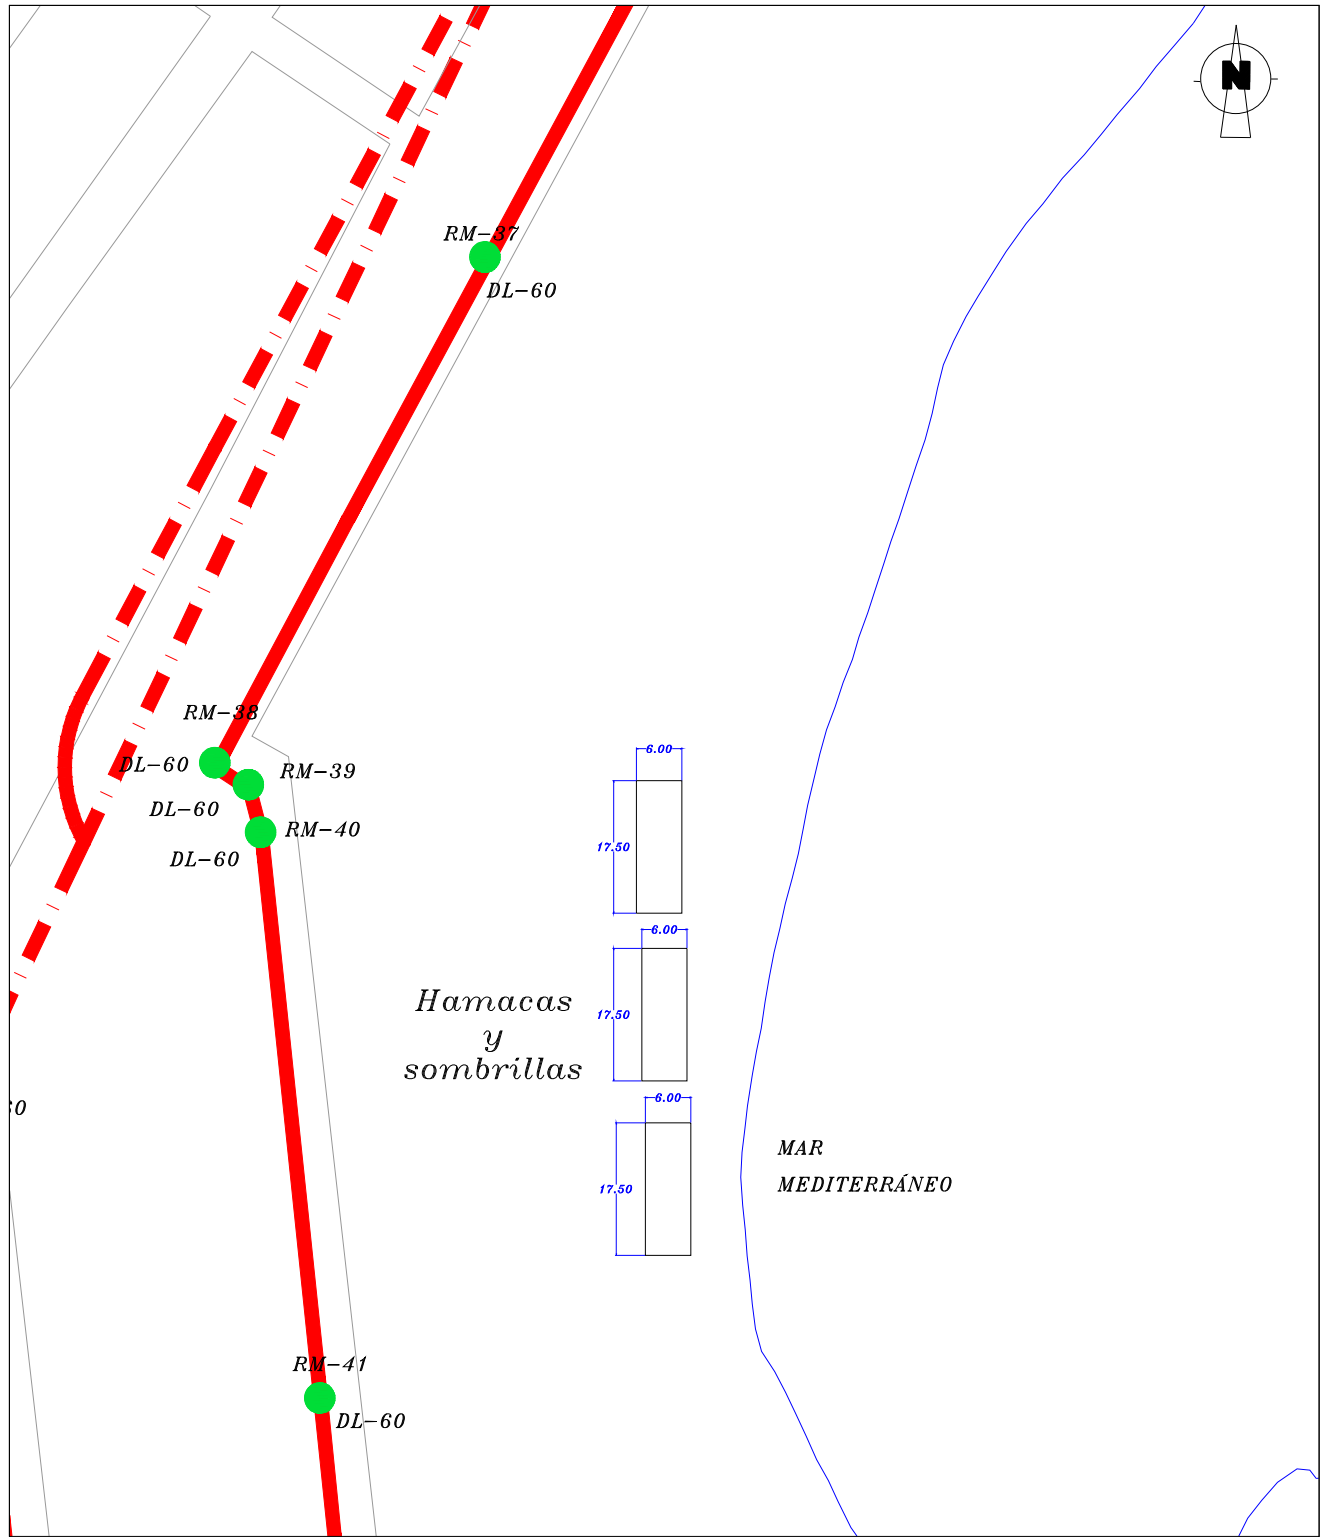 N
RM-37
DL-60
RM-38
DL-60
RM-39
DL-60
RM-40
DL-60
6.00
17.50
6.00
17.50
Hamacas
y
sombrillas
6.00
17.50
MAR
MEDITERRÁNEO
RM-41
DL-60